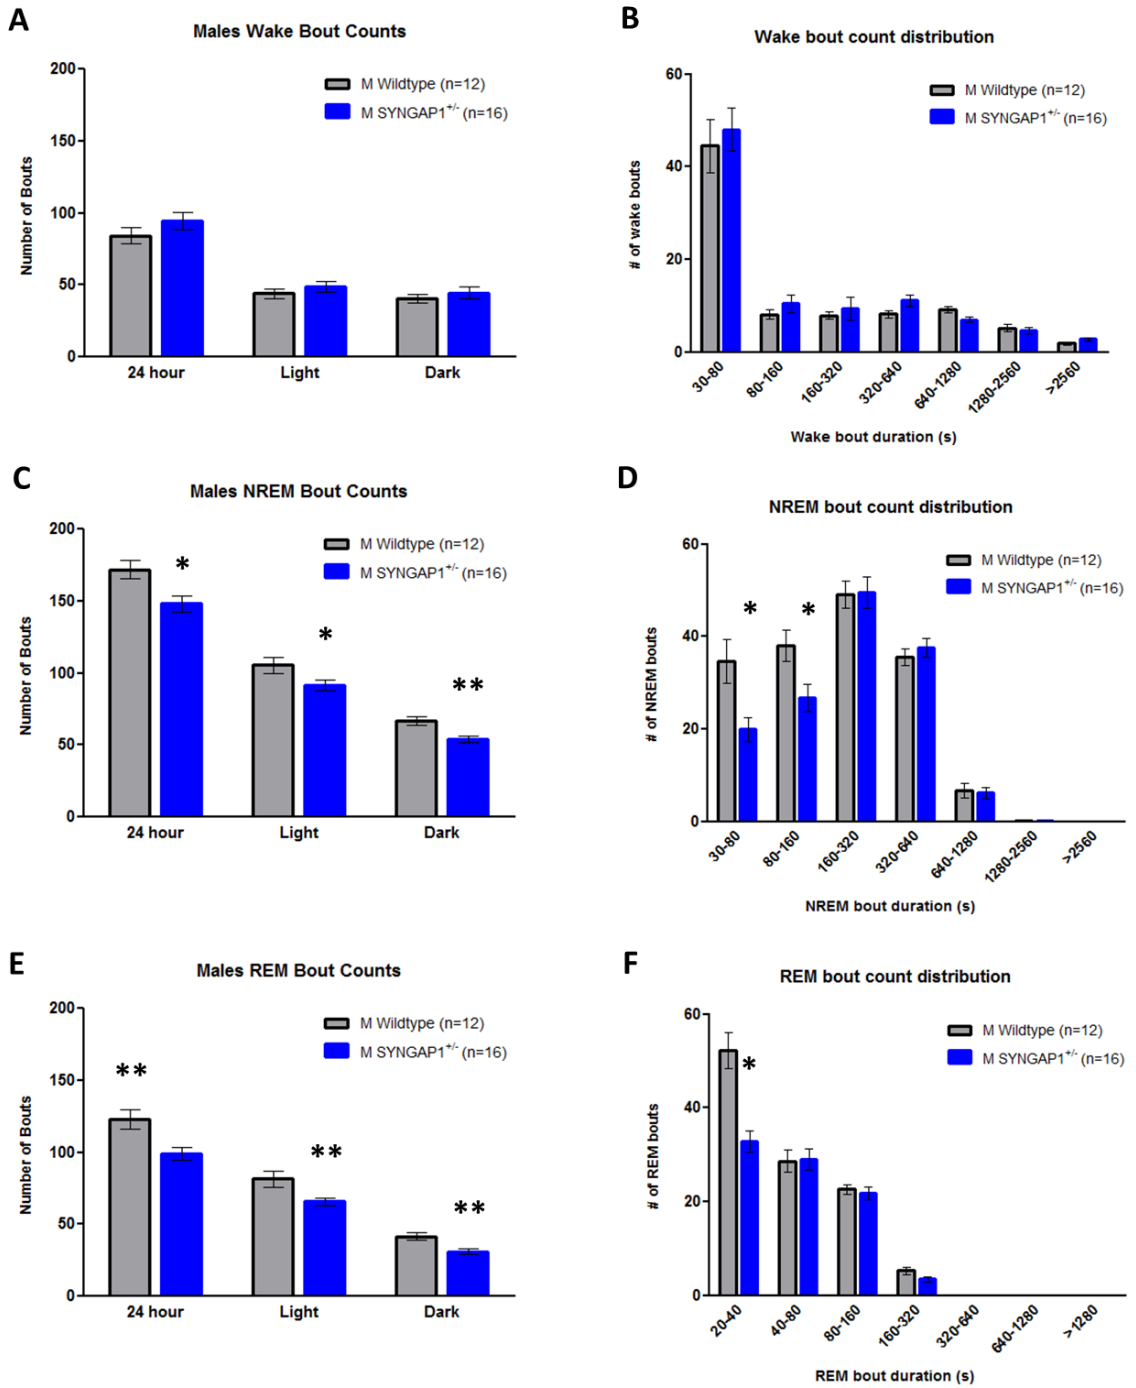 A
Males Wake Bout Counts
M Wildtype (n=12)
M SYNGAP1+/- (n=16)
Number of Bouts
200
150
100
50
0
24 hour
Light
Dark
B
Wake bout count distribution
M Wildtype (n=12)
M SYNGAP1+/- (n=16)
# of wake bouts
60
40
20
0
30-80
80-160
160-320
320-640
640-1280
1280-2560
>2560
Wake bout duration (s)
C
Males NREM Bout Counts
M Wildtype (n=12)
M SYNGAP1+/- (n=16)
Number of Bouts
200
150
100
50
0
*
*
**
24 hour
Light
Dark
D
NREM bout count distribution
M Wildtype (n=12)
M SYNGAP1+/- (n=16)
# of NREM bouts
60
40
20
0
*
*
30-80
80-160
160-320
320-640
640-1280
1280-2560
>2560
NREM bout duration (s)
E
Males REM Bout Counts
M Wildtype (n=12)
M SYNGAP1+/- (n=16)
Number of Bouts
200
150
100
50
0
**
**
**
24 hour
Light
Dark
F
REM bout count distribution
M Wildtype (n=12)
M SYNGAP1+/- (n=16)
# of REM bouts
60
40
20
0
*
20-40
40-80
80-160
160-320
320-640
640-1280
>1280
REM bout duration (s)